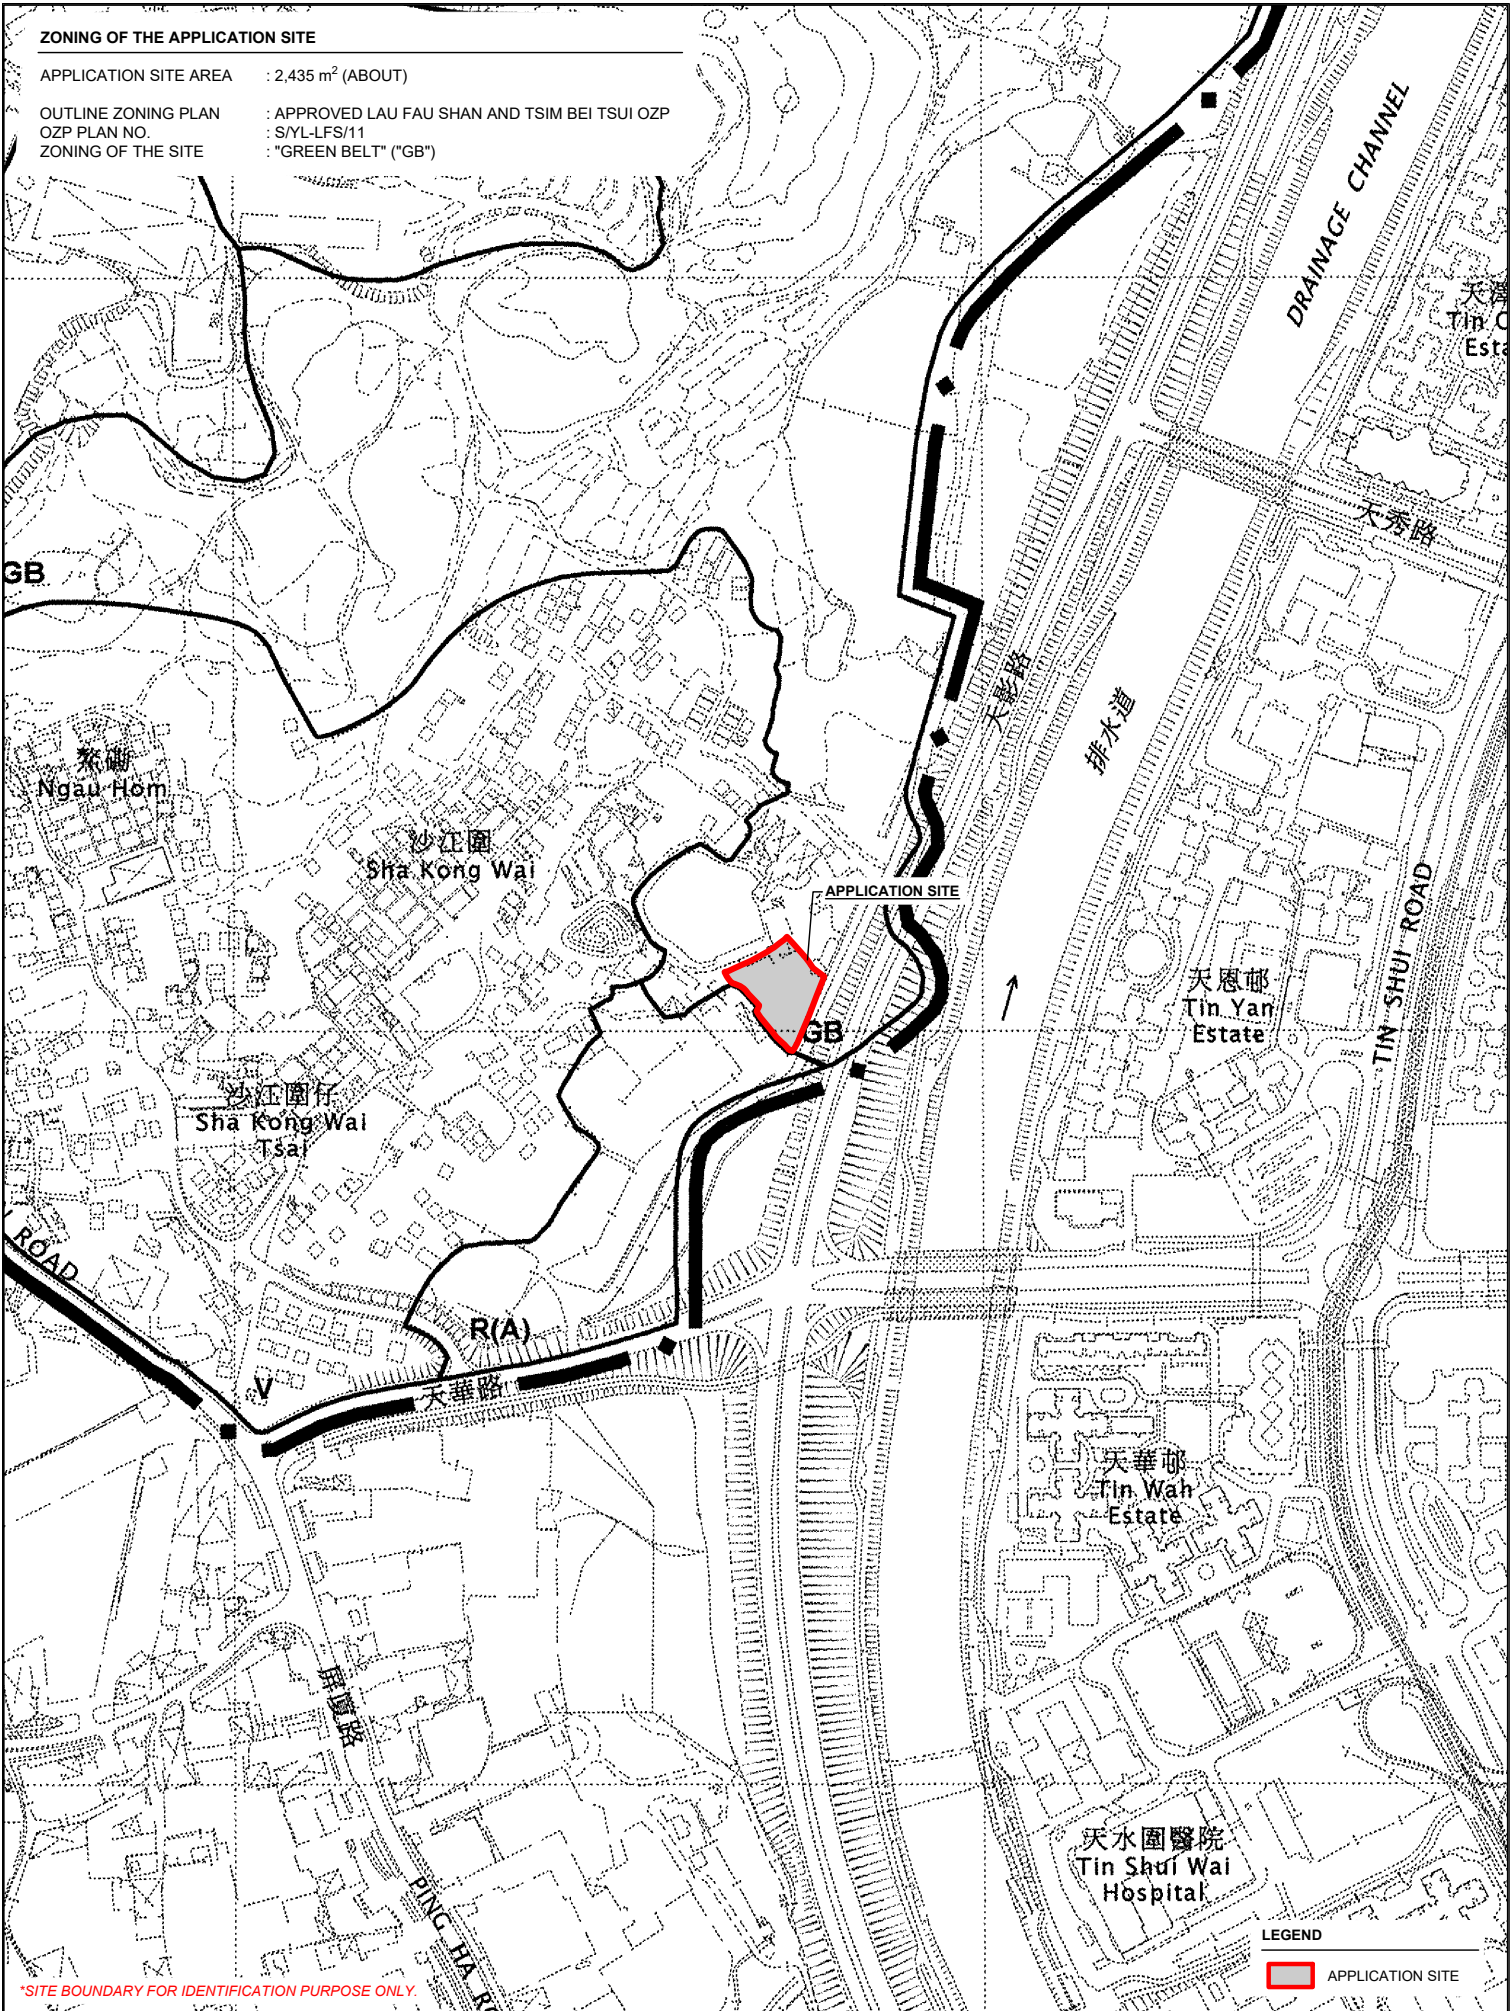 ZONING OF THE APPLICATION SITE
APPLICATION SITE AREA : 2,435 m² (ABOUT)
OUTLINE ZONING PLAN : APPROVED LAU FAU SHAN AND TSIM BEI TSUI OZP
OZP PLAN NO. : S/YL-LFS/11
ZONING OF THE SITE : "GREEN BELT" ("GB")
DRAINAGE CHANNEL
Tin
天秀路
GB
天影路
排水道
Ngau Hom
沙江圍
Sha Kong Wai
APPLICATION SITE
TIN SHUI ROAD
天恩邨
Tin Yan
Estate
GB
沙江圍仔
Sha Kong Wai
Tsai
ROAD
R(A)
V
天華路
天華邨
Tin Wah
Estate
屏廈路
天水圍醫院
Tin Shui Wai
Hospital
PING HA
LEGEND
APPLICATION SITE
*SITE BOUNDARY FOR IDENTIFICATION PURPOSE ONLY.